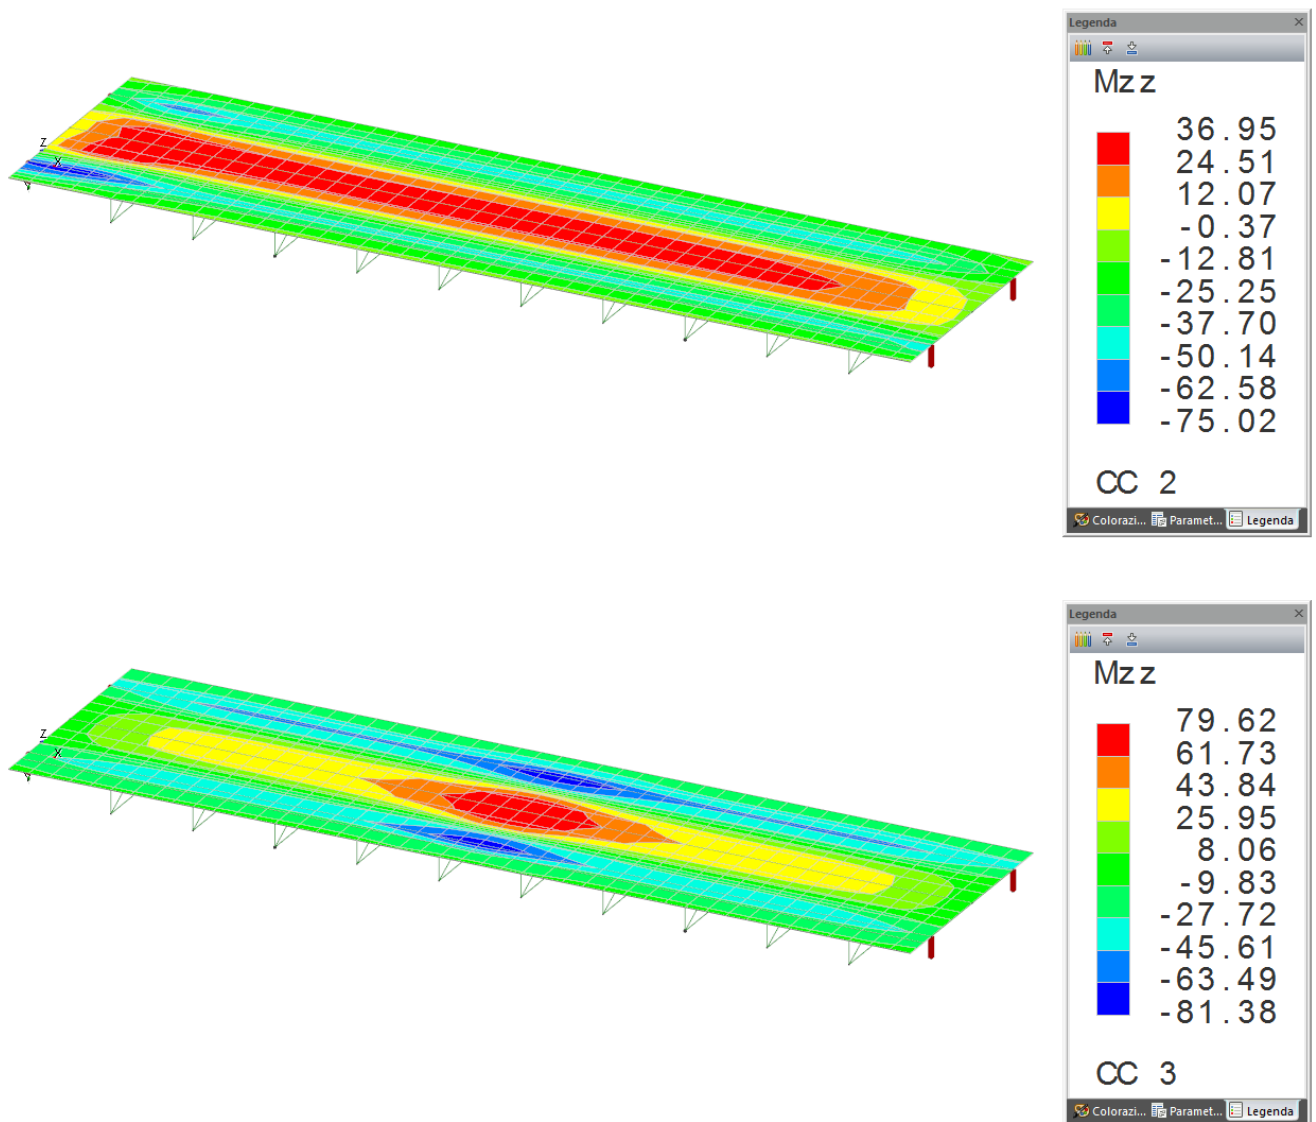 Legenda
Mzz
36.95
24.51
12.07
-0.37
-12.81
-25.25
-37.70
-50.14
-62.58
-75.02
CC 2
Colorazi... Paramet... Legenda
Z
X
Y
Legenda
Mzz
79.62
61.73
43.84
25.95
8.06
-9.83
-27.72
-45.61
-63.49
-81.38
CC 3
Colorazi... Paramet... Legenda
Z
X
Y